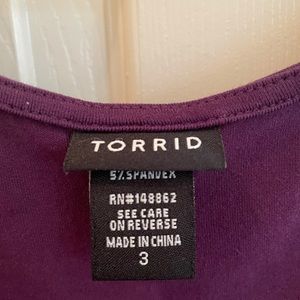 TORRID
5% SPANDEX
RN#148862
SEE CARE
ON REVERSE
MADE IN CHINA
3